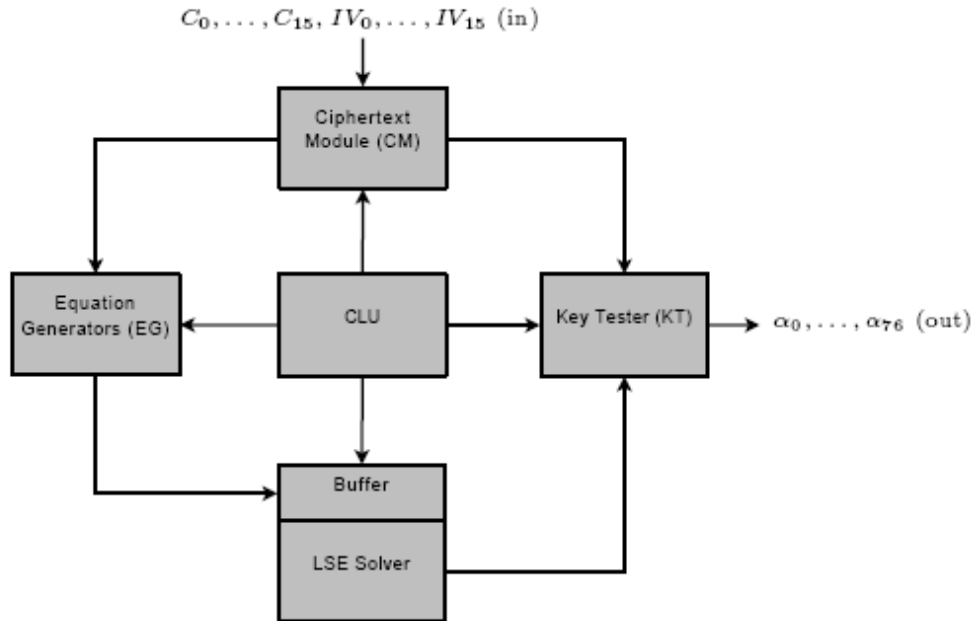 C₀, . . . , C₁₅, IV₀, . . . , IV₁₅ (in)
Ciphertext
Module (CM)
Equation
Generators (EG)
CLU
Key Tester (KT)
α₀, . . . , α₇₆ (out)
Buffer
LSE Solver